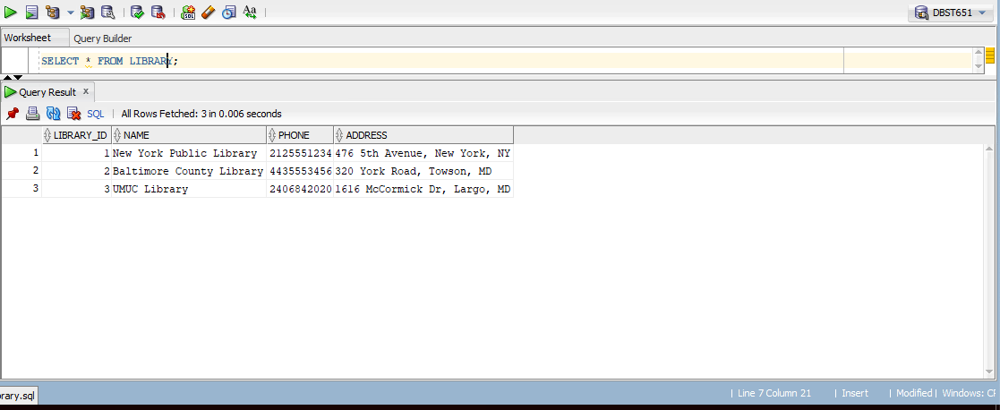 SQL Aa DBST651
Worksheet Query Builder
SELECT * FROM LIBRARY;
Query Result x
SQL | All Rows Fetched: 3 in 0.006 seconds
LIBRARY_ID NAME PHONE ADDRESS
1 1 New York Public Library 2125551234 476 5th Avenue, New York, NY
2 2 Baltimore County Library 4435553456 320 York Road, Towson, MD
3 3 UMUC Library 2406842020 1616 McCormick Dr, Largo, MD
rary.sql | Line 7 Column 21 | Insert | Modified | Windows: CF